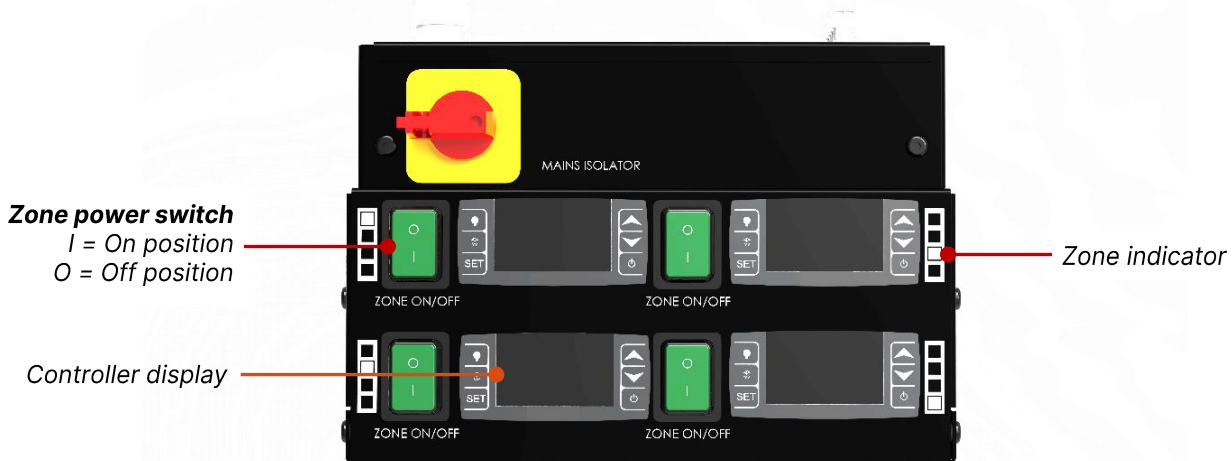 MAINS ISOLATOR
Zone power switch
I = On position
O = Off position
O
I
SET
O
I
SET
Zone indicator
ZONE ON/OFF
ZONE ON/OFF
Controller display
O
I
SET
O
I
SET
ZONE ON/OFF
ZONE ON/OFF